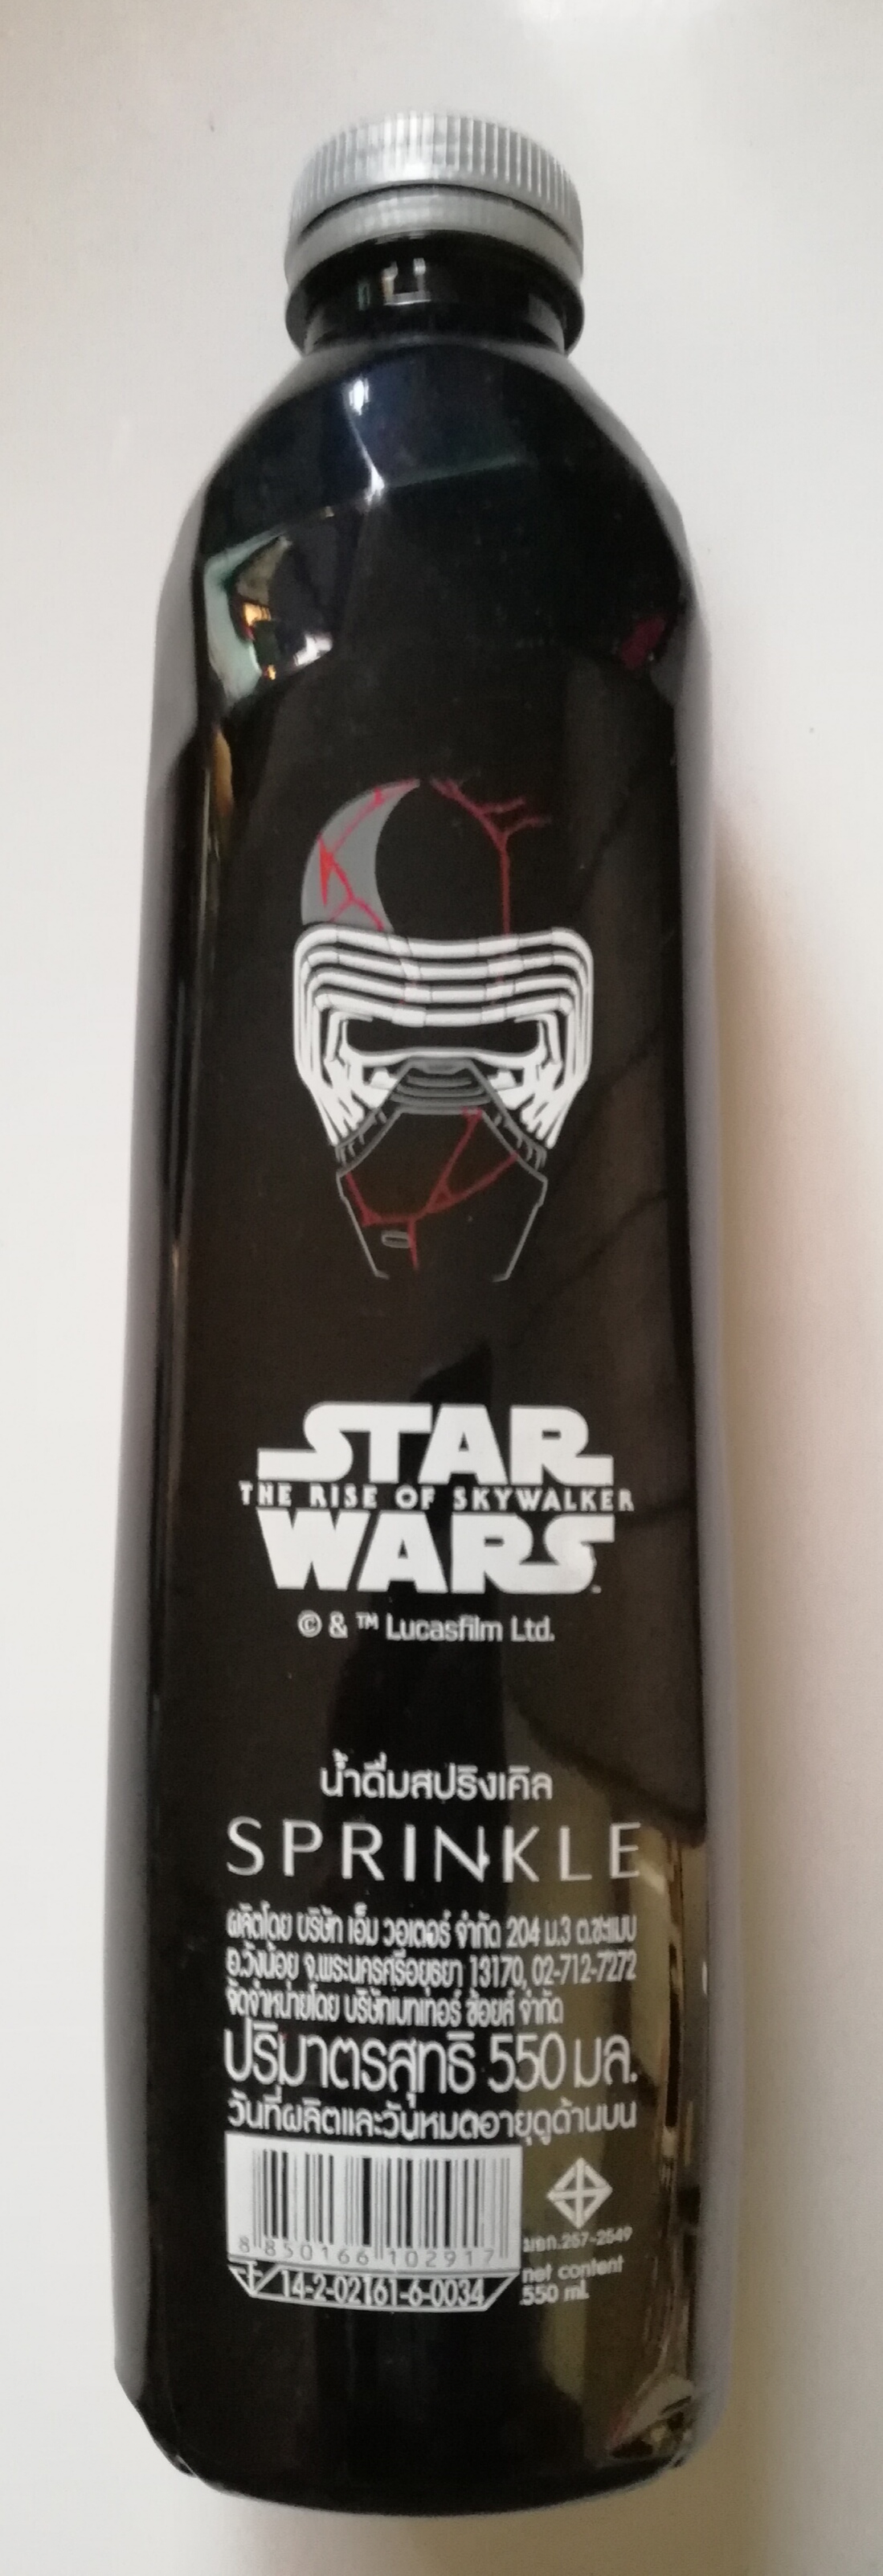 STAR
THE RISE OF SKYWALKER
WARS
© & ™ Lucasfilm Ltd.
น้ำดื่มสปริงเคิล
SPRINKLE
ผลิตโดย บริษัท เอ็ม วอเตอร์ จำกัด 204 ม.3 ต.ชะแมบ
อ.วังน้อย จ.พระนครศรีอยุธยา 13170, 02-712-7272
จัดจำหน่ายโดย บริษัทเบทเทอร์ ช้อยส์ จำกัด
ปริมาตรสุทธิ 550 มล.
วันที่ผลิตและวันหมดอายุดูด้านบน
8 850166 102917
14-2-02161-6-0034
มอก.257-2549
net content
550 ml.